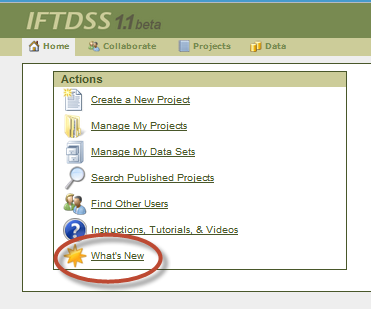 IFTDSS 1.1 beta
Home Collaborate Projects Data
Actions
Create a New Project
Manage My Projects
Manage My Data Sets
Search Published Projects
Find Other Users
Instructions, Tutorials, & Videos
What's New